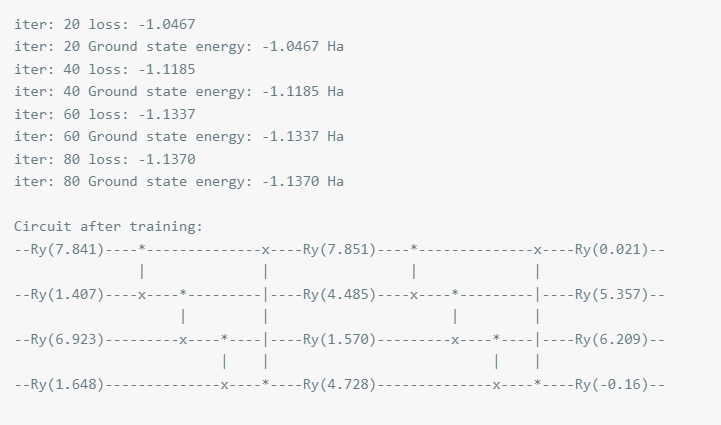 iter: 20 loss: -1.0467
iter: 20 Ground state energy: -1.0467 Ha
iter: 40 loss: -1.1185
iter: 40 Ground state energy: -1.1185 Ha
iter: 60 loss: -1.1337
iter: 60 Ground state energy: -1.1337 Ha
iter: 80 loss: -1.1370
iter: 80 Ground state energy: -1.1370 Ha

Circuit after training:
--Ry(7.841)----*--------------x----Ry(7.851)----*--------------x----Ry(0.021)--
               |              |                 |              |
--Ry(1.407)----x----*---------|----Ry(4.485)----x----*---------|----Ry(5.357)--
                    |         |                      |         |
--Ry(6.923)---------x----*----|----Ry(1.570)---------x----*----|----Ry(6.209)--
                         |    |                           |    |
--Ry(1.648)--------------x----*----Ry(4.728)--------------x----*----Ry(-0.16)--